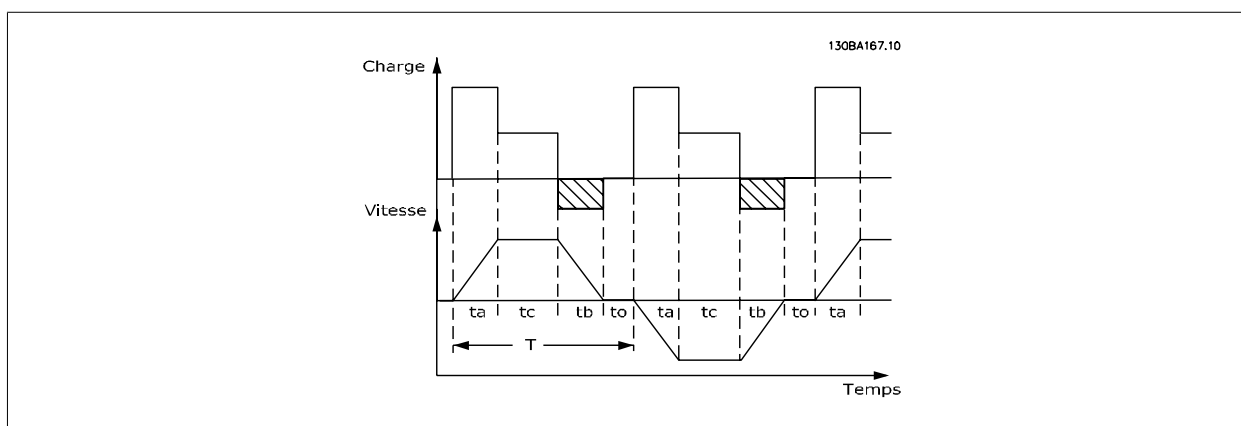 130BA167.10
Charge
Vitesse
ta tc tb to ta tc tb to ta
T
Temps